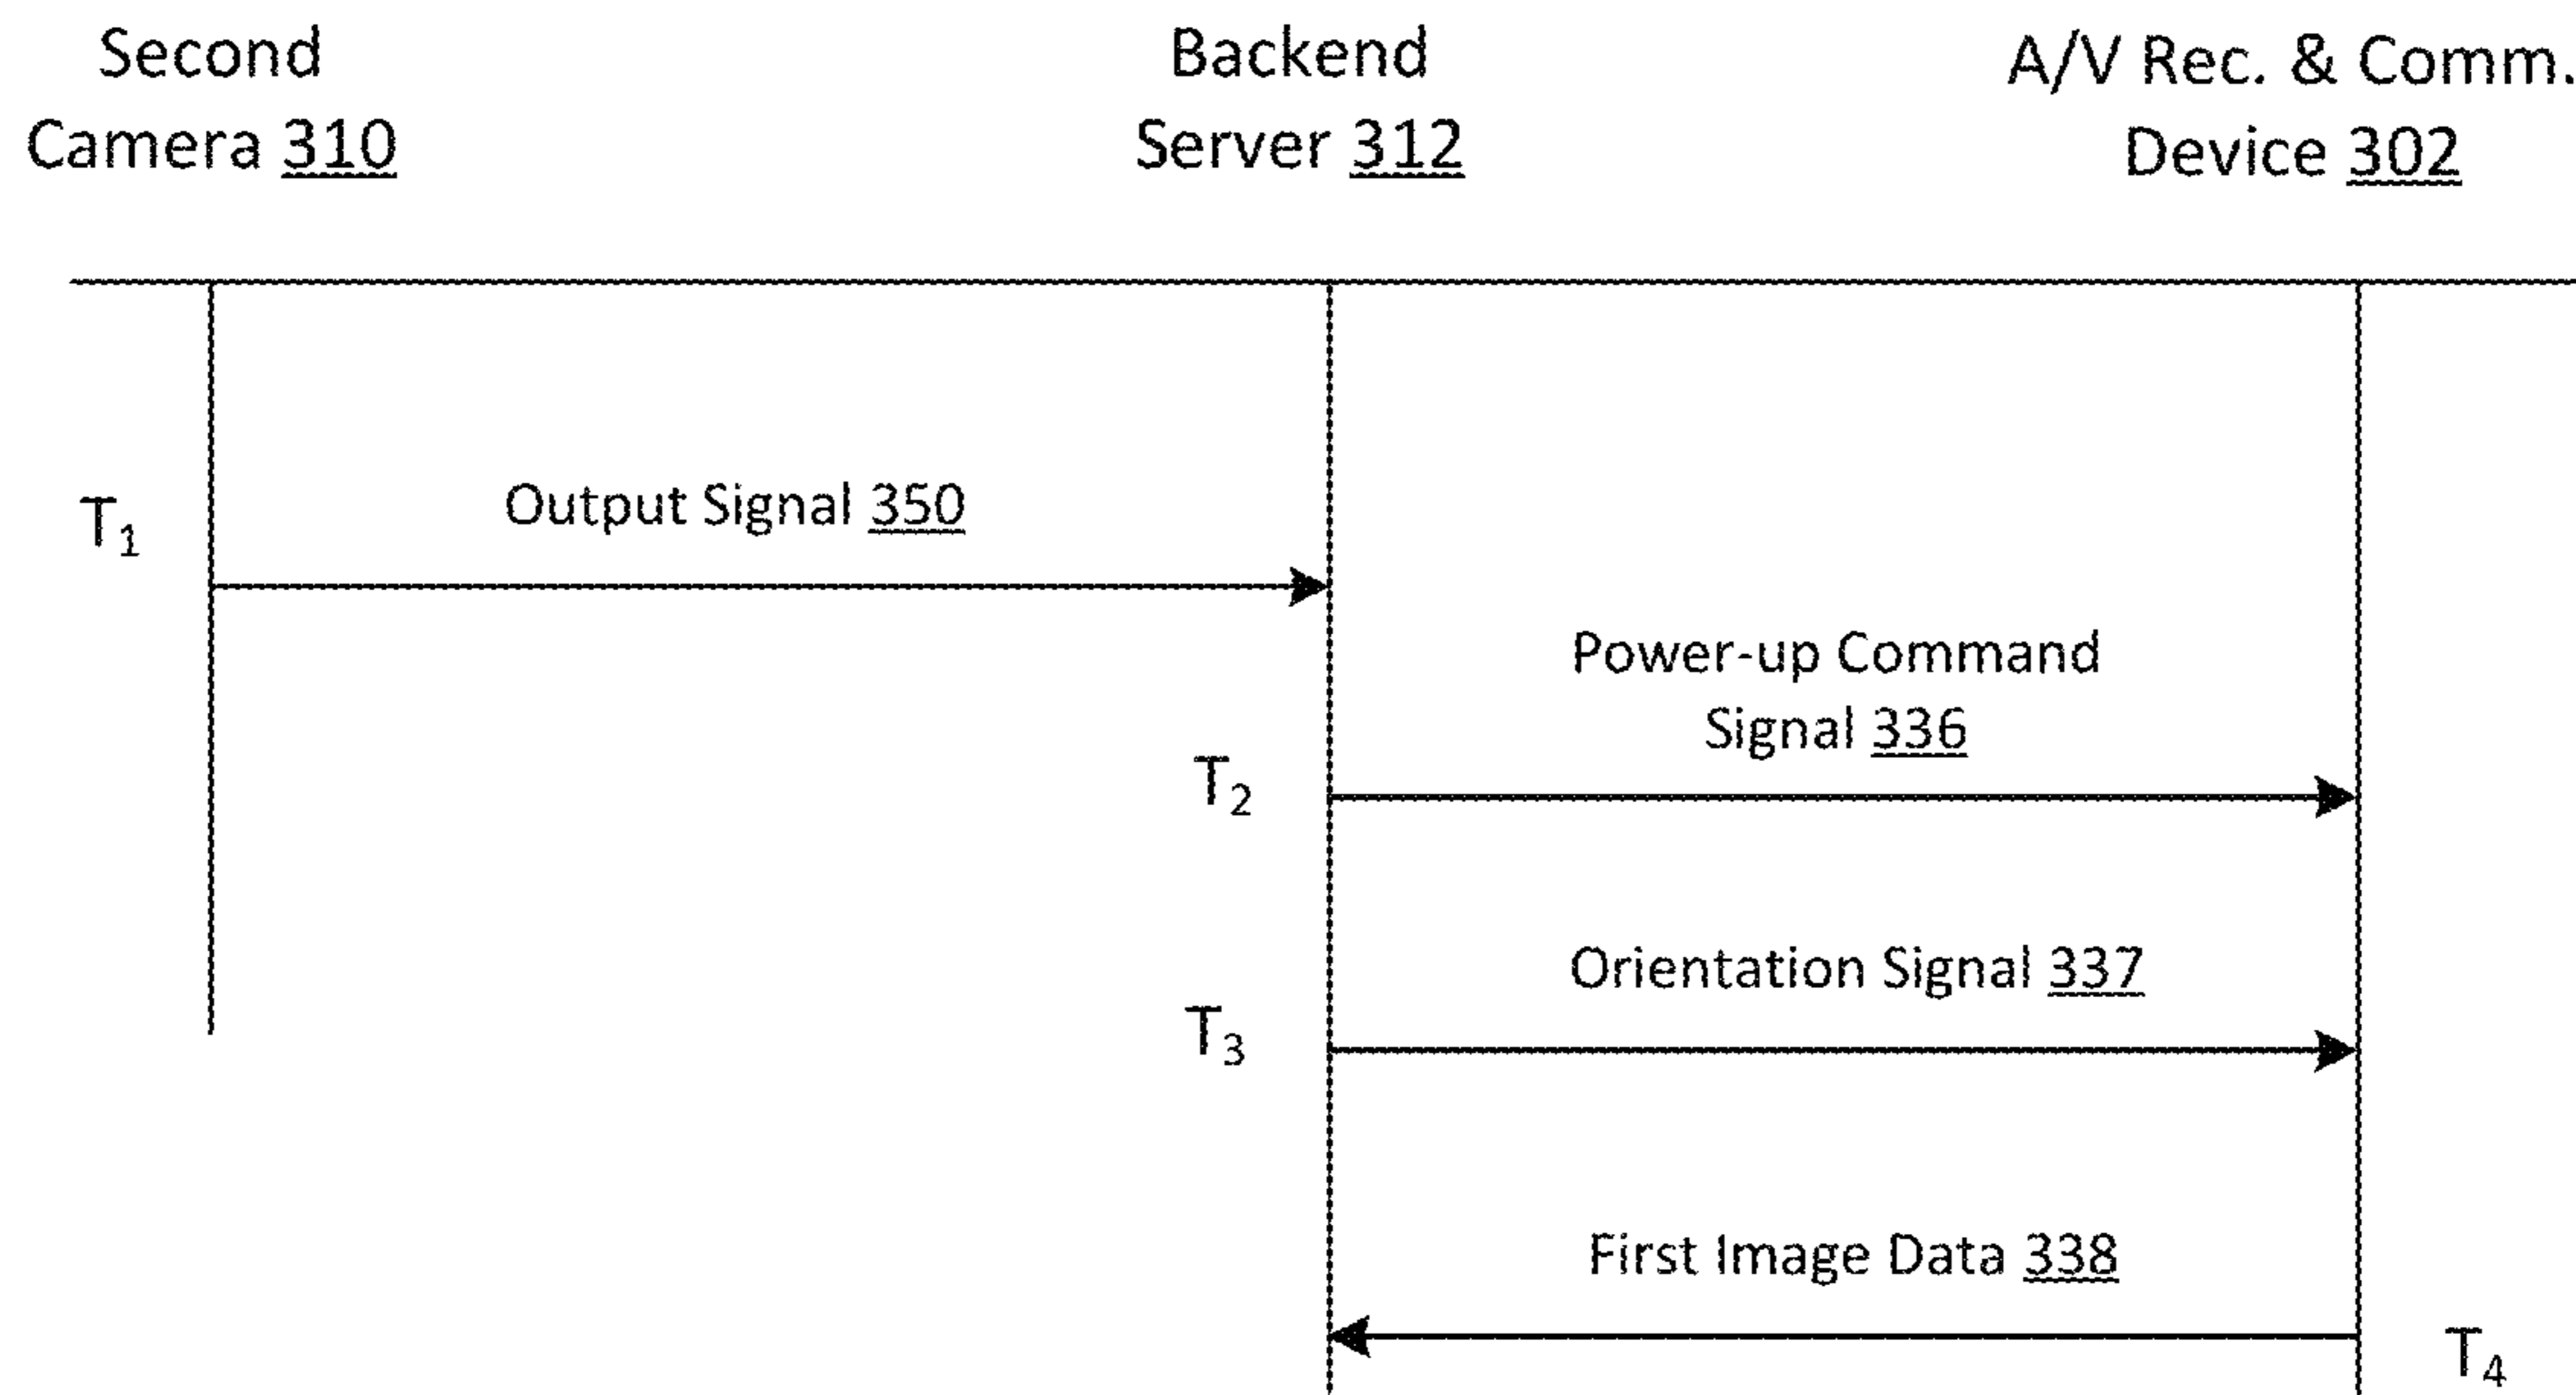 Second
Camera 310
Backend
Server 312
A/V Rec. & Comm.
Device 302
T1
Output Signal 350
Power-up Command
Signal 336
T2
Orientation Signal 337
T3
First Image Data 338
T4